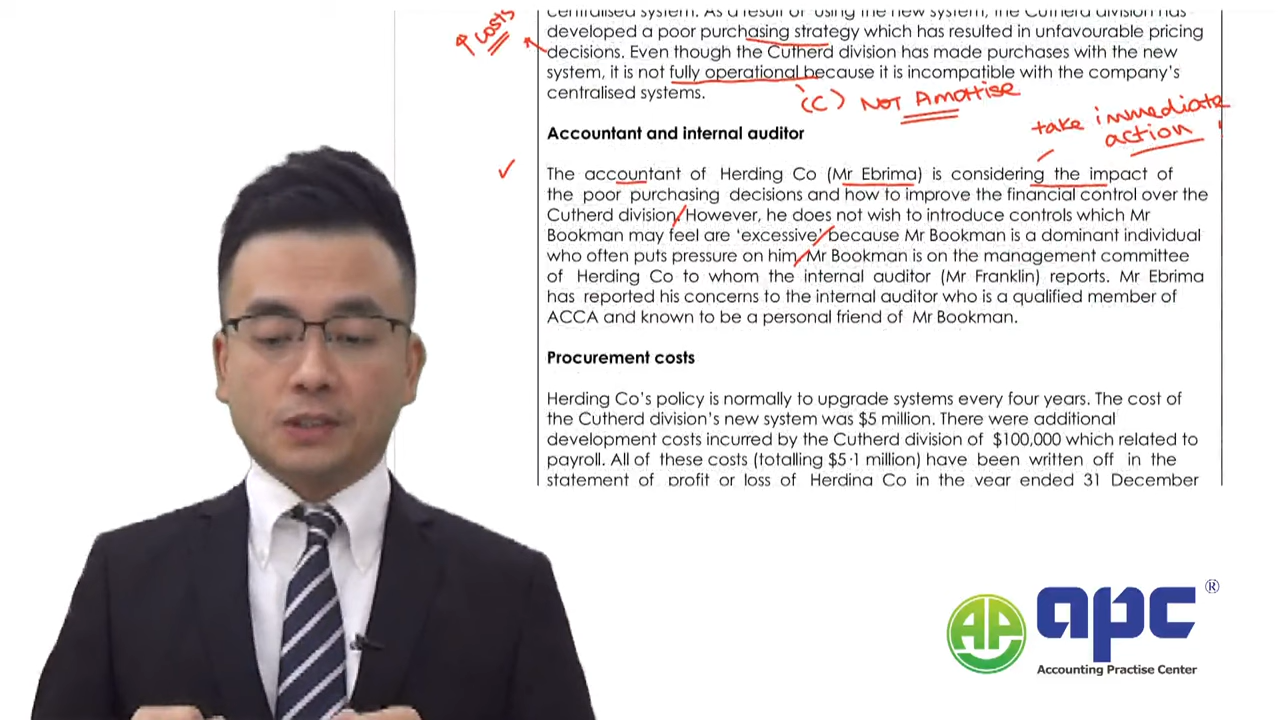 centralised system. As a result of using the new system, the Cutherd division has
developed a poor purchasing strategy which has resulted in unfavourable pricing
decisions. Even though the Cutherd division has made purchases with the new
system, it is not fully operational because it is incompatible with the company's
centralised systems.
↑ costs
(c) NOT Amortise
Accountant and internal auditor
take immediate
action !
The accountant of Herding Co (Mr Ebrima) is considering the impact of
the poor purchasing decisions and how to improve the financial control over the
Cutherd division. However, he does not wish to introduce controls which Mr
Bookman may feel are 'excessive' because Mr Bookman is a dominant individual
who often puts pressure on him. Mr Bookman is on the management committee
of Herding Co to whom the internal auditor (Mr Franklin) reports. Mr Ebrima
has reported his concerns to the internal auditor who is a qualified member of
ACCA and known to be a personal friend of Mr Bookman.
Procurement costs
Herding Co's policy is normally to upgrade systems every four years. The cost of
the Cutherd division's new system was $5 million. There were additional
development costs incurred by the Cutherd division of $100,000 which related to
payroll. All of these costs (totalling $5·1 million) have been written off in the
statement of profit or loss of Herding Co in the year ended 31 December
AP
apc®
Accounting Practise Center